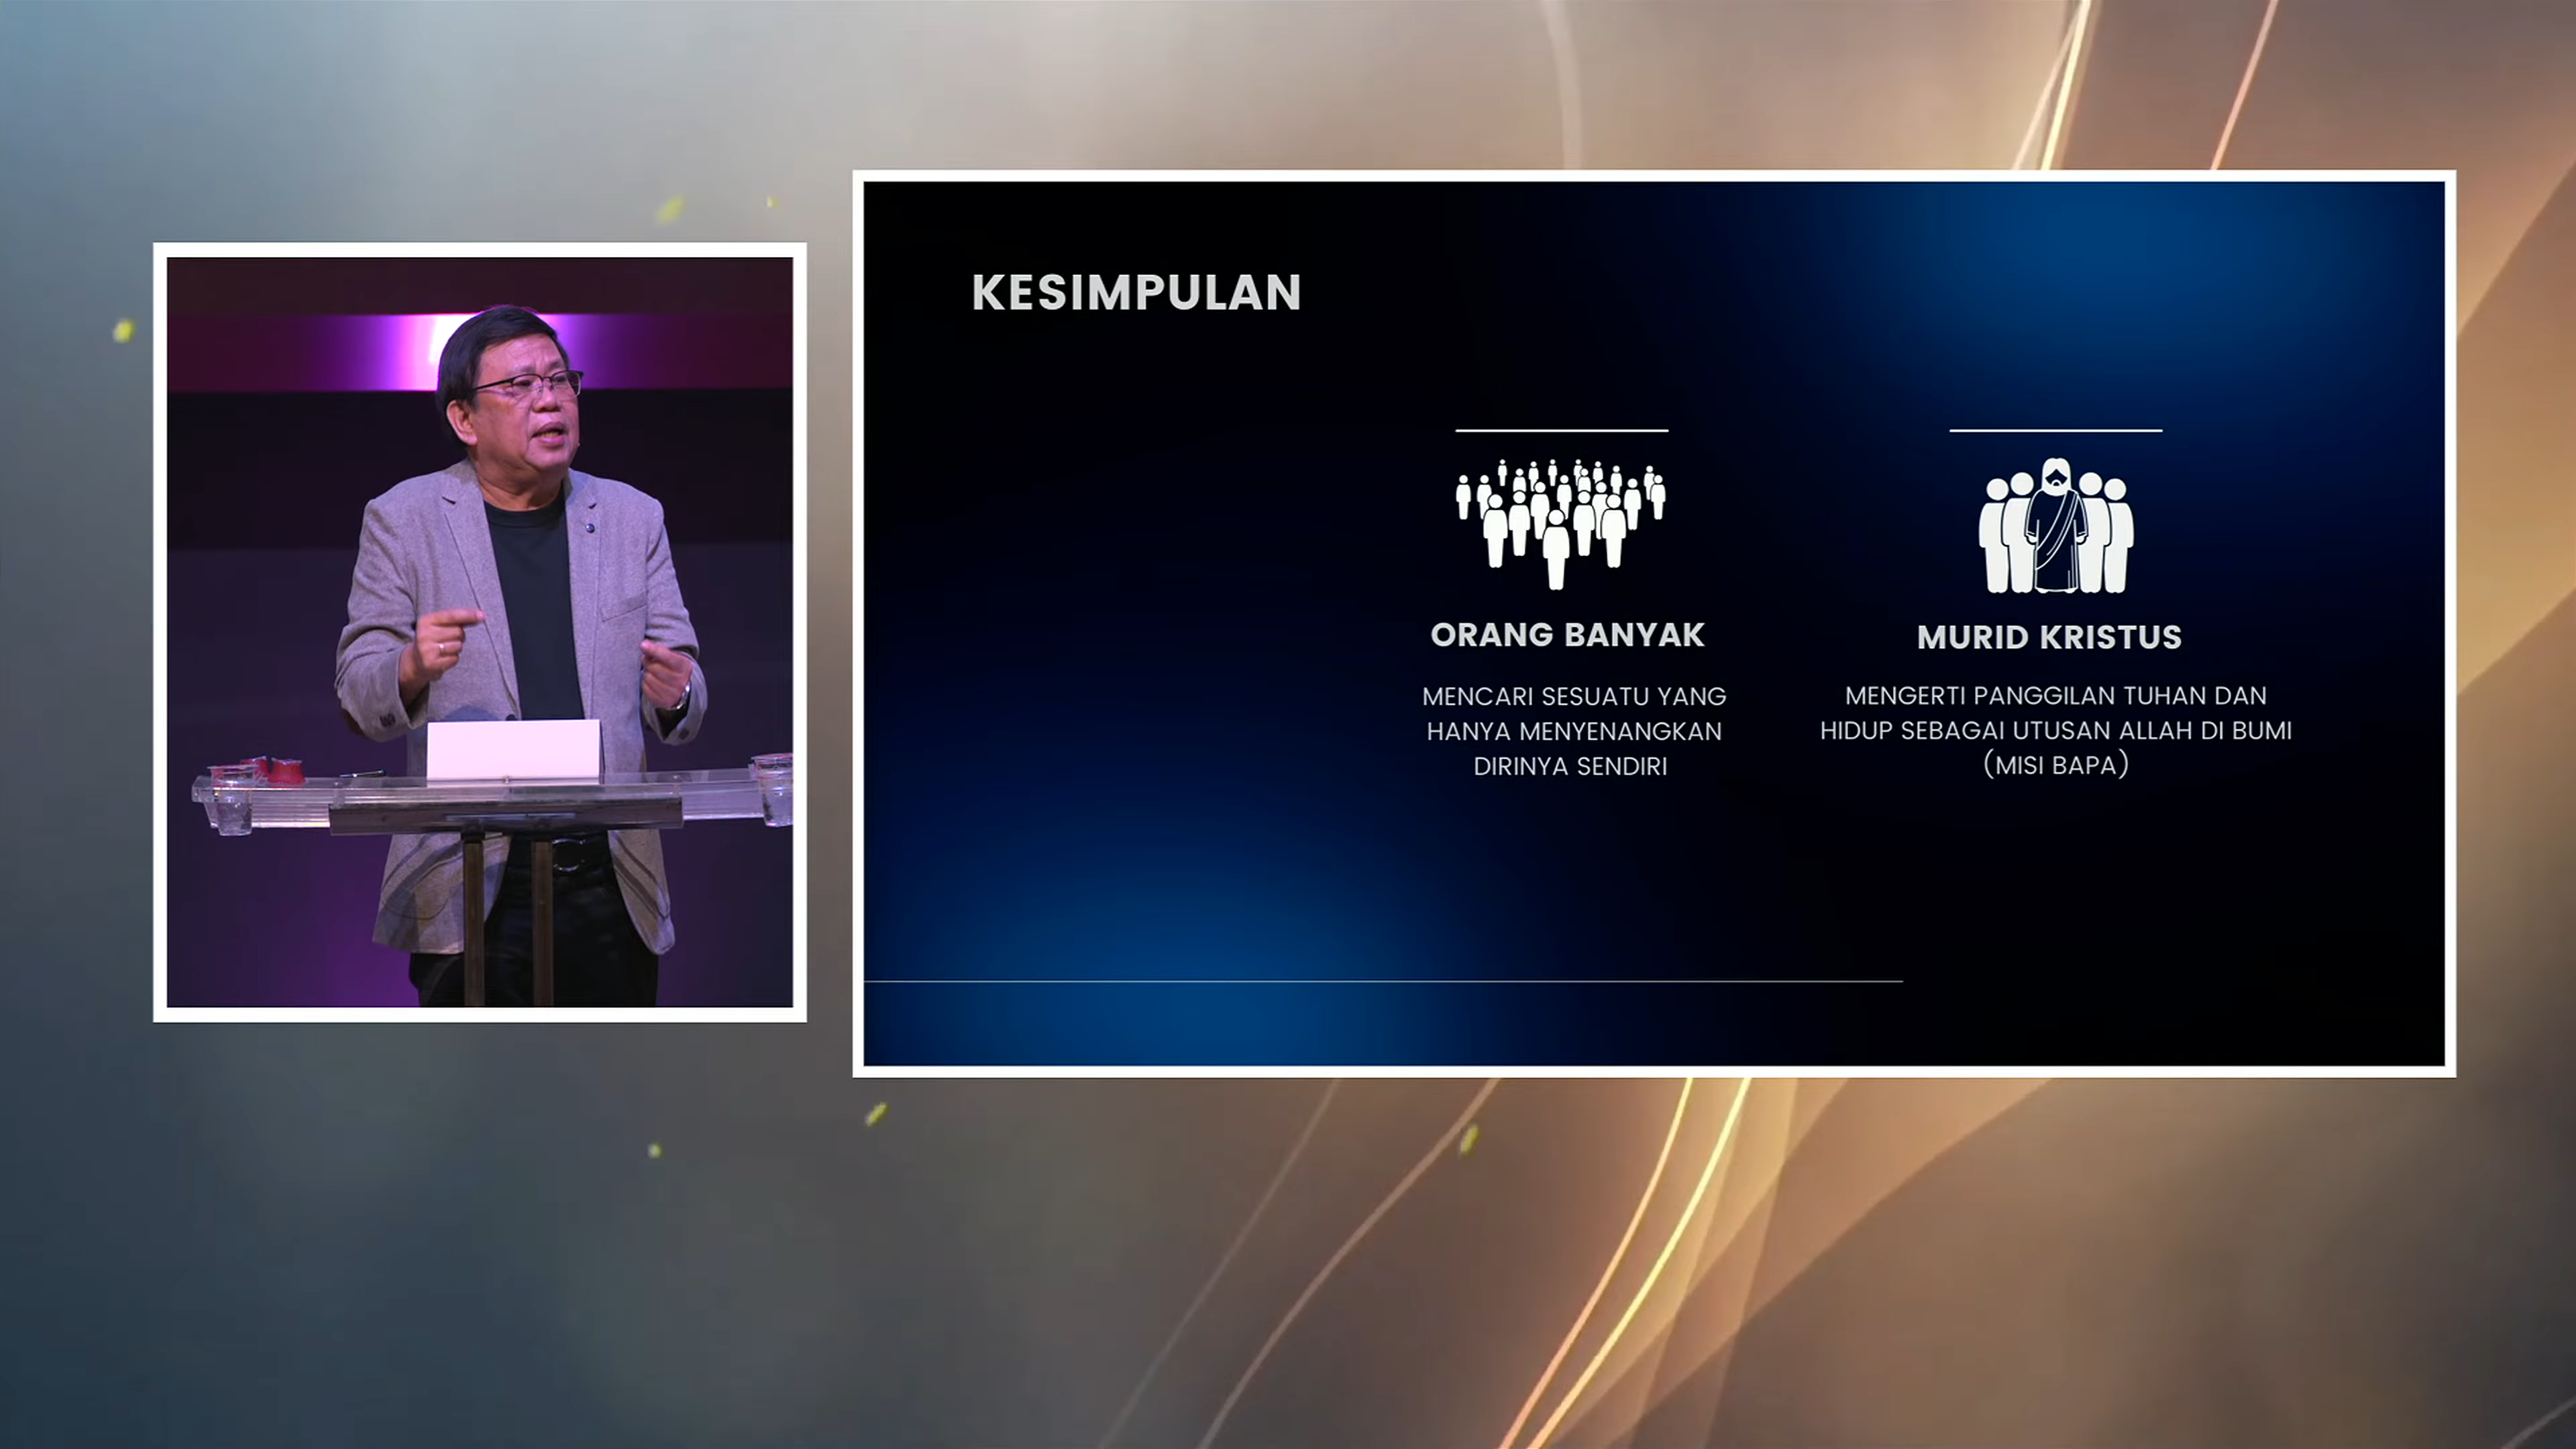 KESIMPULAN
ORANG BANYAK
MENCARI SESUATU YANG
HANYA MENYENANGKAN
DIRINYA SENDIRI
MURID KRISTUS
MENGERTI PANGGILAN TUHAN DAN
HIDUP SEBAGAI UTUSAN ALLAH DI BUMI
(MISI BAPA)